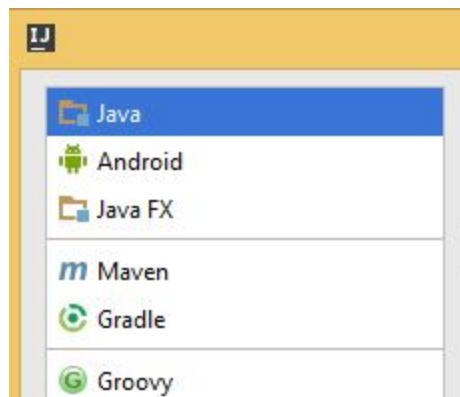 IJ
Java
Android
Java FX
m Maven
Gradle
G Groovy